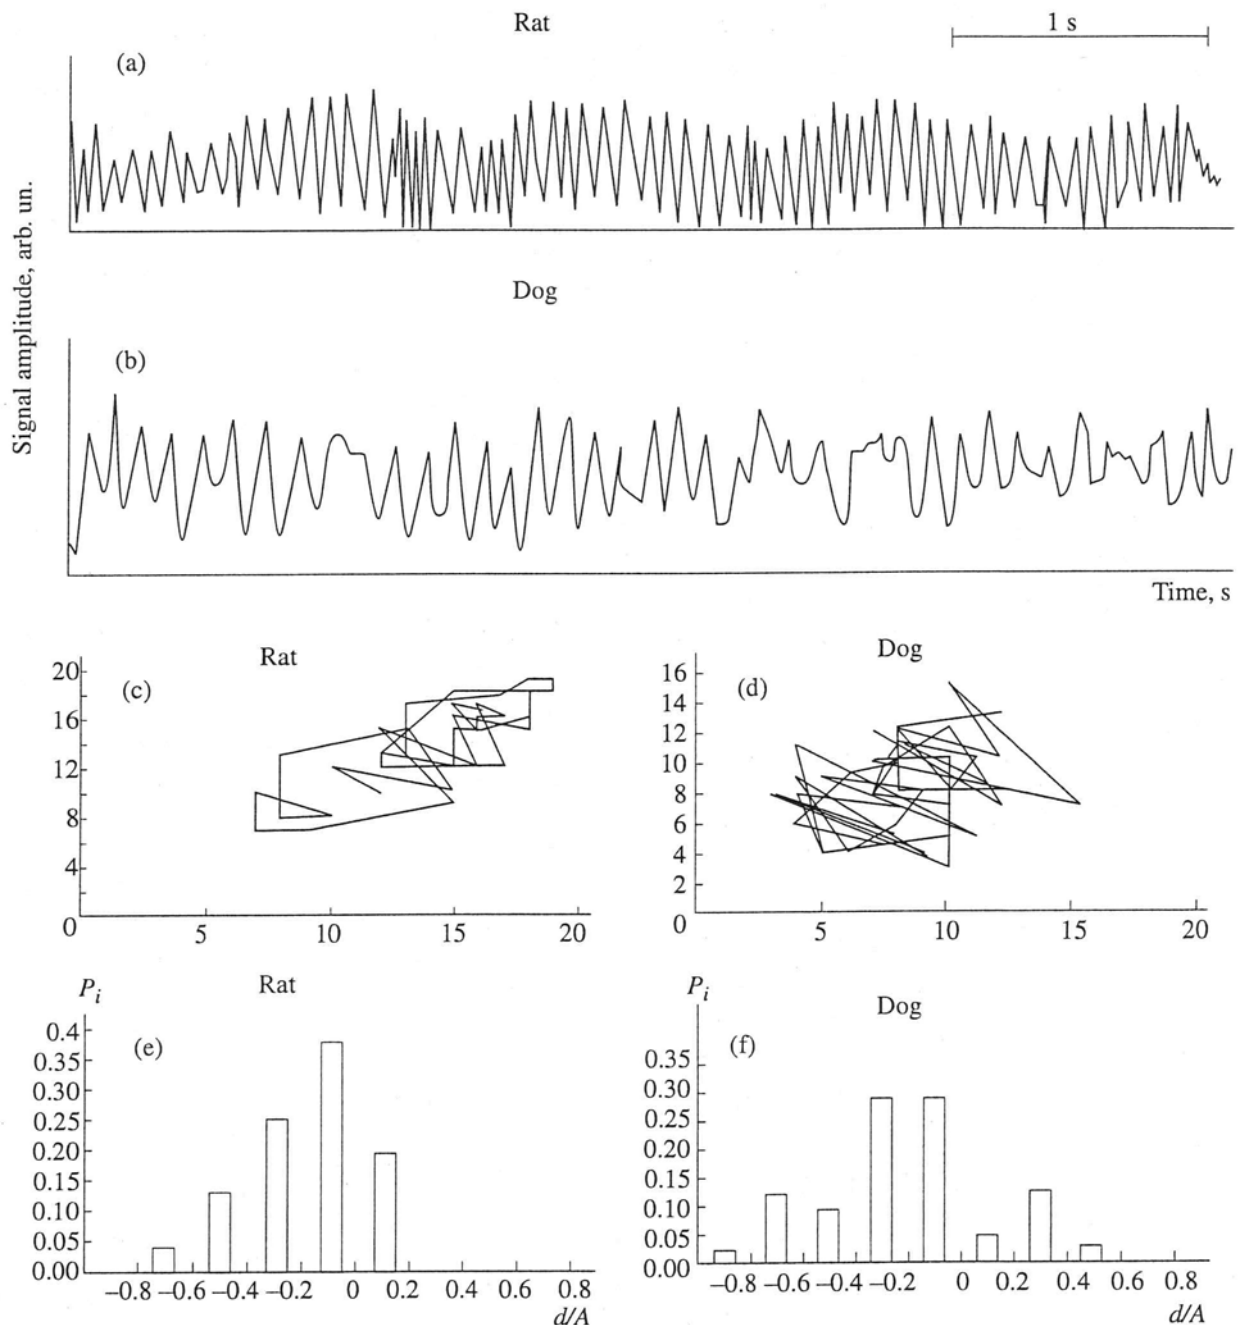 Rat
1 s
(a)
Signal amplitude, arb. un.
Dog
(b)
Time, s
Rat
(c)
20
16
12
8
4
0
5 10 15 20
Dog
(d)
16
14
12
10
8
6
4
2
0
5 10 15 20
Rat
P_i
(e)
0.4
0.35
0.30
0.25
0.20
0.15
0.10
0.05
0.00
–0.8 –0.6 –0.4 –0.2 0 0.2 0.4 0.6 0.8
d/A
Dog
P_i
(f)
0.35
0.30
0.25
0.20
0.15
0.10
0.05
0.00
–0.8 –0.6 –0.4 –0.2 0 0.2 0.4 0.6 0.8
d/A